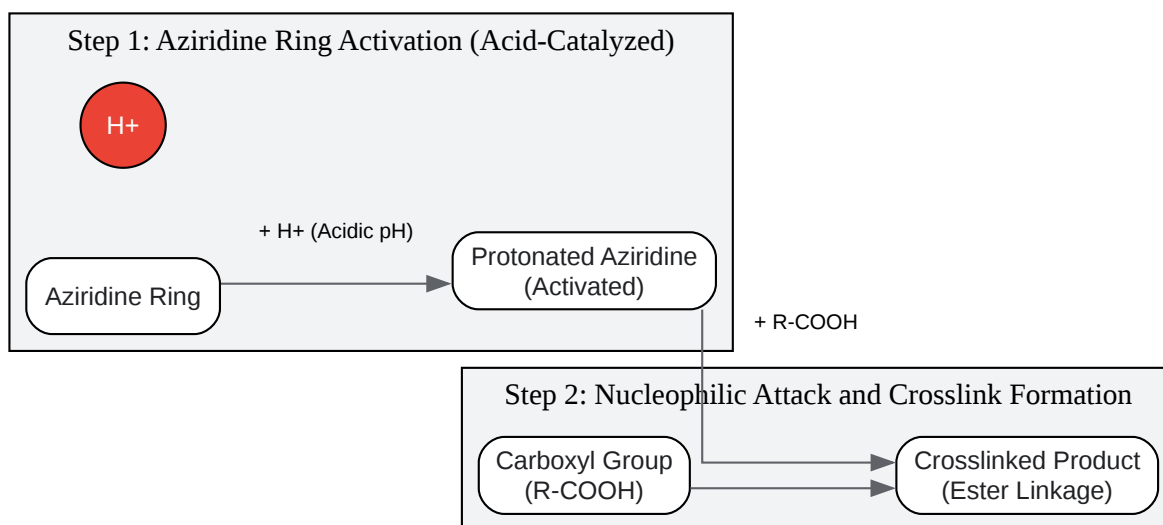 Step 1: Aziridine Ring Activation (Acid-Catalyzed)
H+
+ H+ (Acidic pH)
Aziridine Ring
Protonated Aziridine
(Activated)
+ R-COOH
Step 2: Nucleophilic Attack and Crosslink Formation
Carboxyl Group
(R-COOH)
Crosslinked Product
(Ester Linkage)